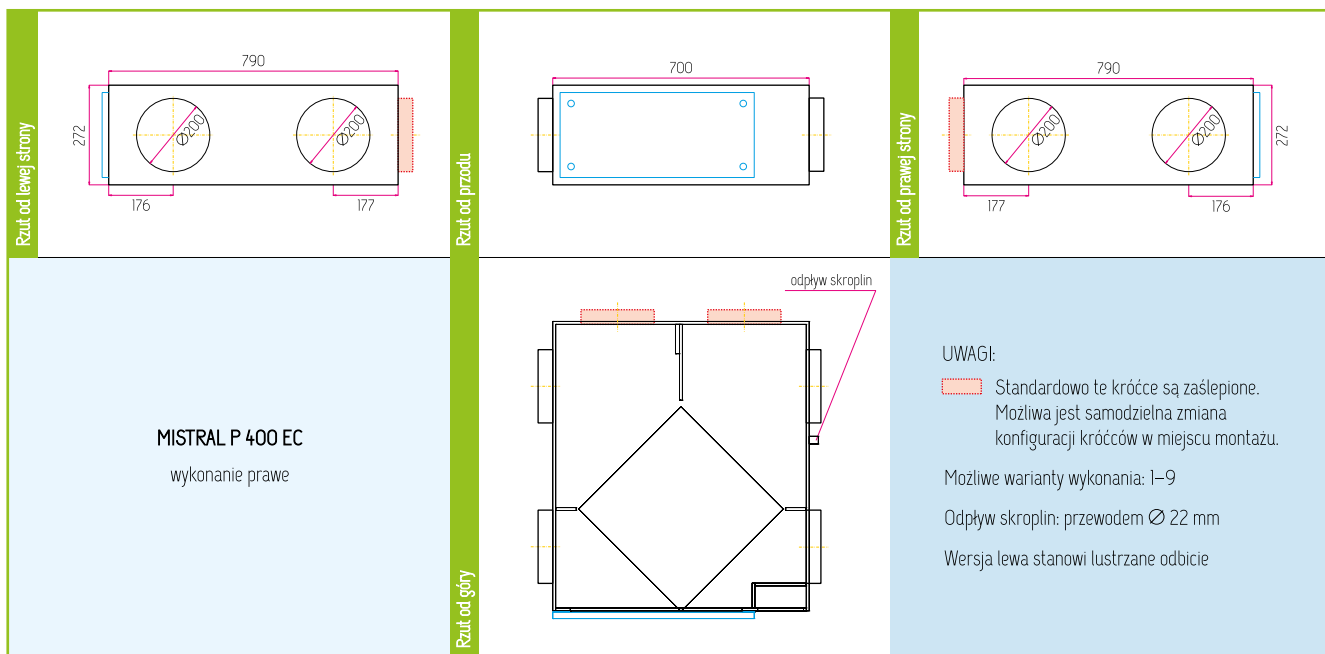 Rzut od lewej strony
790
272
Ø200
Ø200
176
177
Rzut od przodu
700
Rzut od prawej strony
790
272
Ø200
Ø200
177
176
MISTRAL P 400 EC
wykonanie prawe
Rzut od góry
odpływ skroplin
UWAGI:
Standardowo te króćce są zaślepione.
Możliwa jest samodzielna zmiana
konfiguracji króćców w miejscu montażu.
Możliwe warianty wykonania: 1–9
Odpływ skroplin: przewodem Ø 22 mm
Wersja lewa stanowi lustrzane odbicie